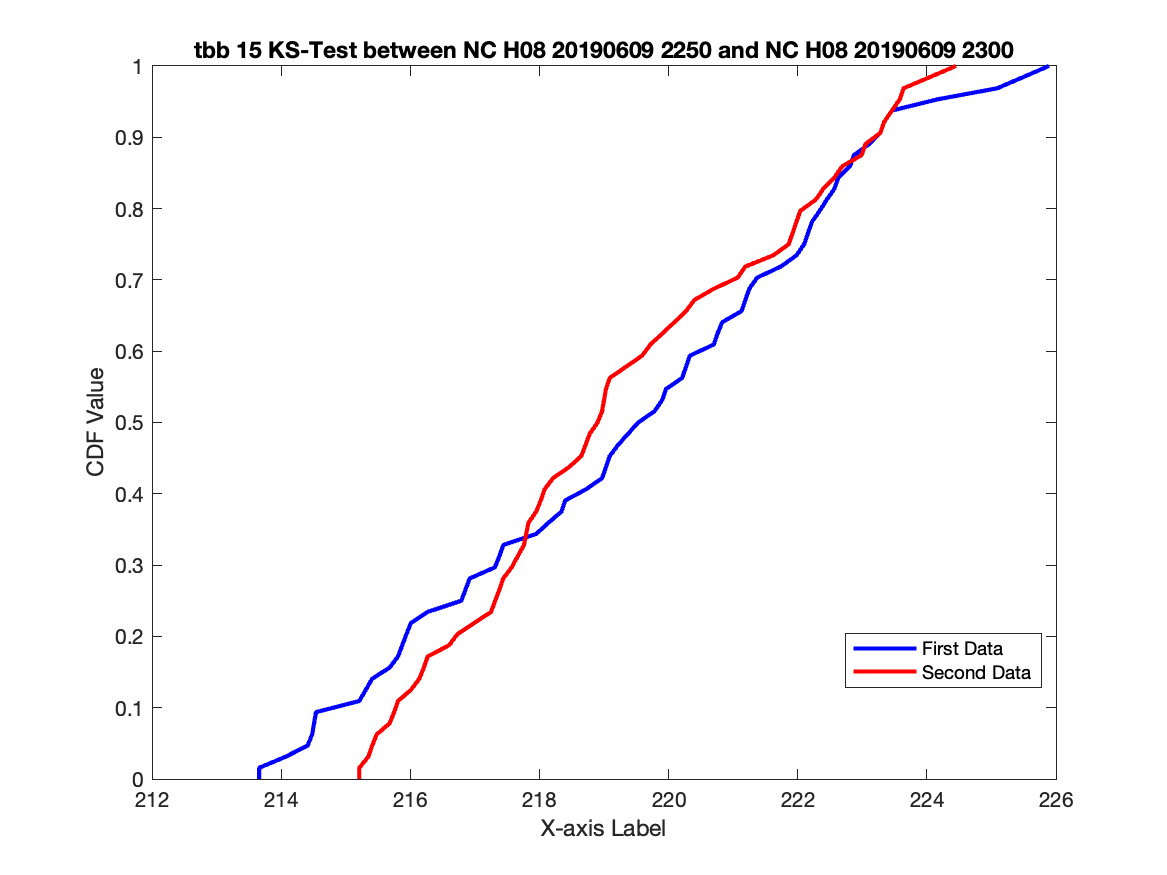 tbb 15 KS-Test between NC H08 20190609 2250 and NC H08 20190609 2300
1
0.9
0.8
0.7
0.6
0.5
0.4
0.3
0.2
0.1
0
CDF Value
First Data
Second Data
212 214 216 218 220 222 224 226
X-axis Label